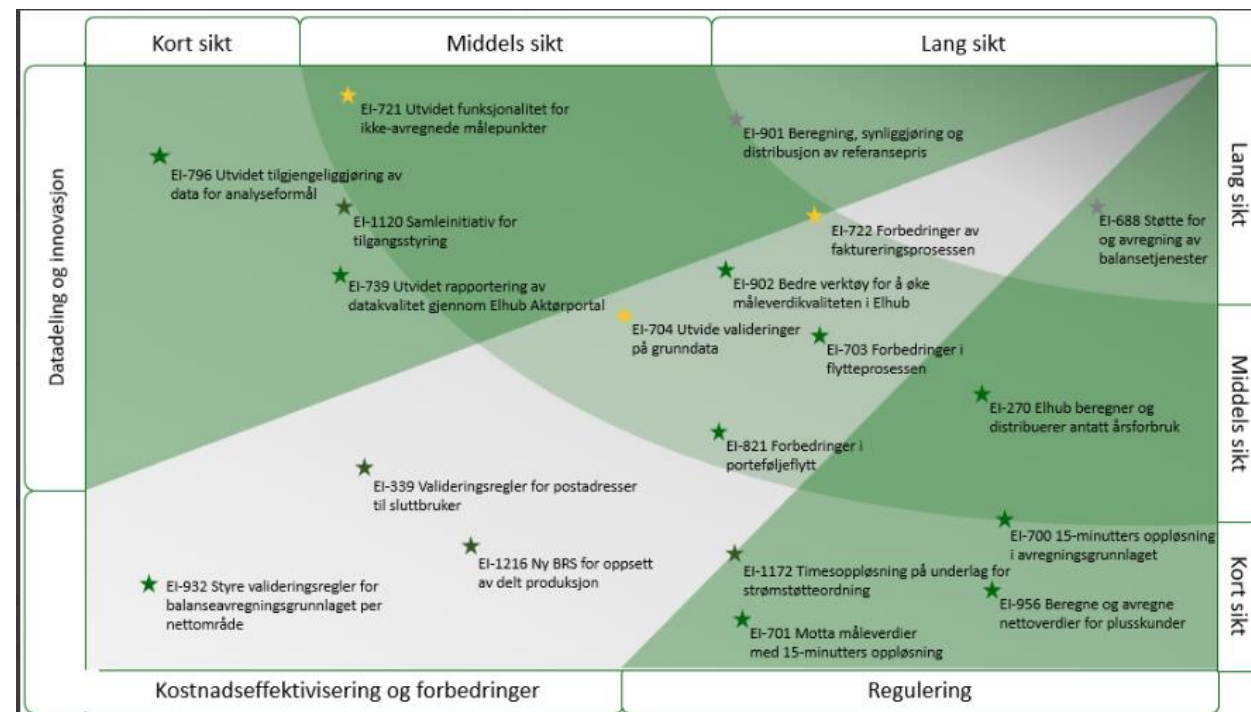 Kort sikt
Middels sikt
Lang sikt
Datadeling og innovasjon
EI-721 Utvidet funksjonalitet for
ikke-avregnede målepunkter
EI-796 Utvidet tilgjengeliggjøring av
data for analyseformål
EI-1120 Samleinitiativ for
tilgangsstyring
EI-739 Utvidet rapportering av
datakvalitet gjennom Elhub Aktørportal
EI-901 Beregning, synliggjøring og
distribusjon av referansepris
EI-722 Forbedringer av
faktureringsprosessen
EI-688 Støtte for
og avregning av
balansetjenester
EI-902 Bedre verktøy for å øke
måleverdikvaliteten i Elhub
EI-704 Utvide valideringer
på grunndata
EI-703 Forbedringer i
flytteprosessen
EI-270 Elhub beregner og
distribuerer antatt årsforbruk
EI-821 Forbedringer i
porteføljeflytt
EI-339 Valideringsregler for postadresser
til sluttbruker
EI-1216 Ny BRS for oppsett
av delt produksjon
EI-932 Styre valideringsregler for
balanseavregningsgrunnlaget per
nettområde
EI-700 15-minutters oppløsning
i avregningsgrunnlaget
EI-1172 Timesoppløsning på underlag for
strømstøtteordning
EI-956 Beregne og avregne
nettoverdier for plusskunder
EI-701 Motta måleverdier
med 15-minutters oppløsning
Lang sikt
Middels sikt
Kort sikt
Kostnadseffektivisering og forbedringer
Regulering